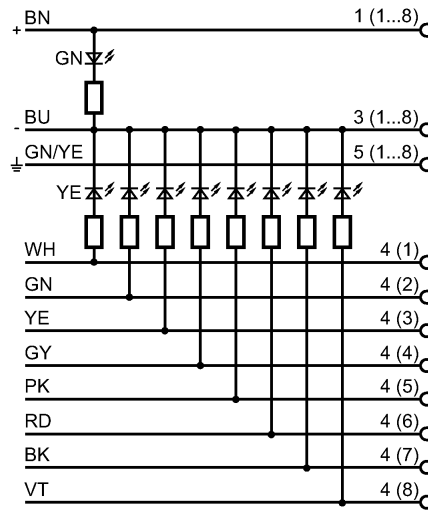 + BN 1 (1...8)
GN
- BU 3 (1...8)
GN/YE 5 (1...8)
YE
WH 4 (1)
GN 4 (2)
YE 4 (3)
GY 4 (4)
PK 4 (5)
RD 4 (6)
BK 4 (7)
VT 4 (8)